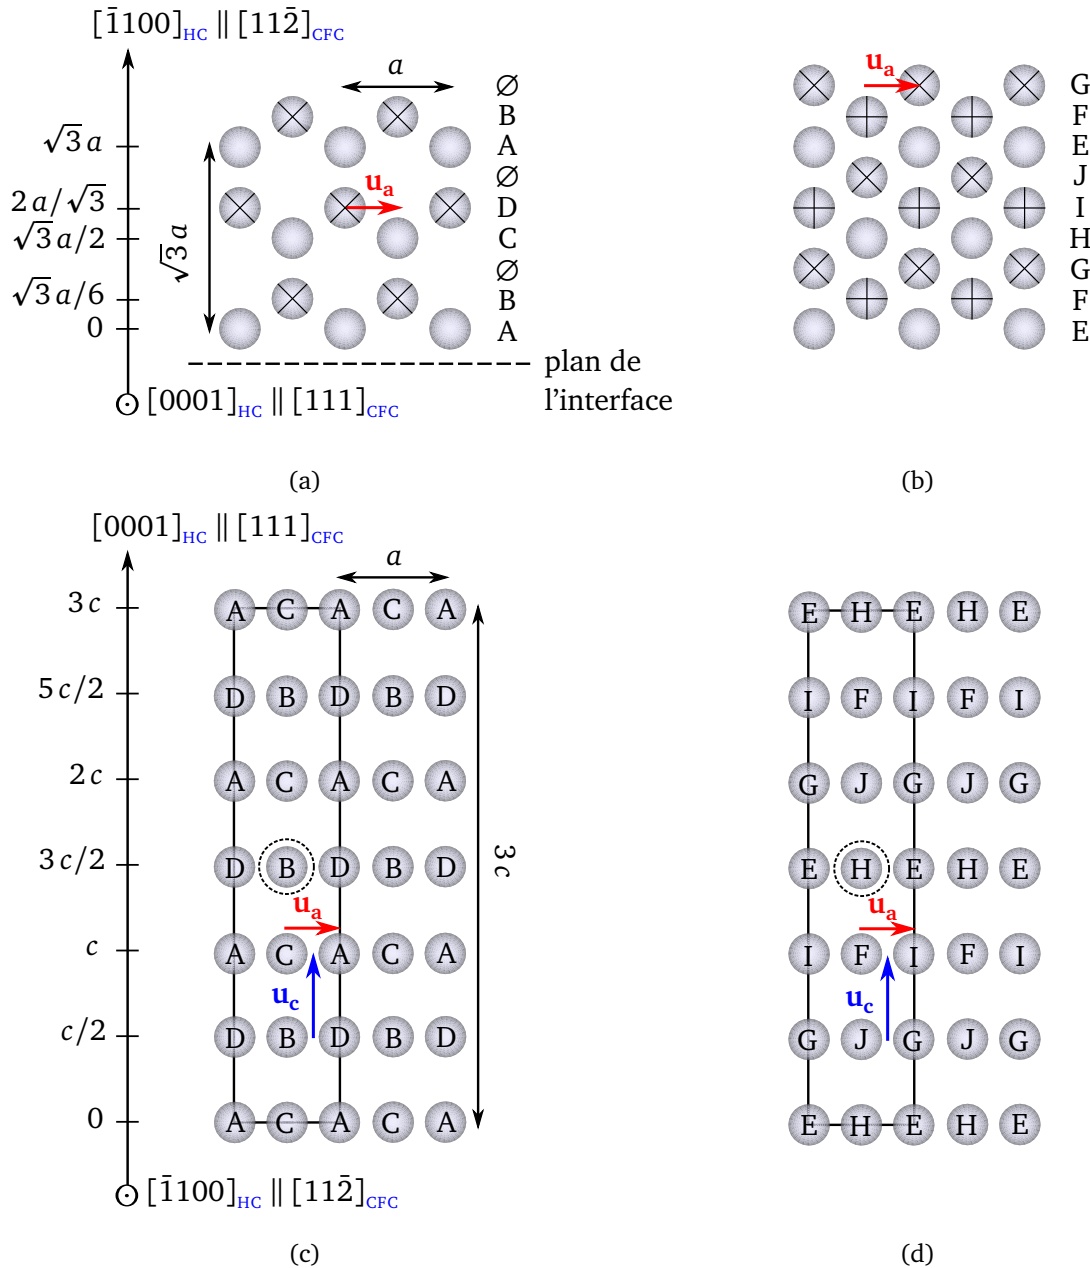 [1̄100]HC ∥ [112̄]CFC
a
ua
∅
B
A
∅
D
C
∅
B
A
√3 a
2 a/√3
√3 a/2
√3 a/6
0
√3 a
ua
plan de
l'interface
[0001]HC ∥ [111]CFC
(a)
G
F
E
J
I
H
G
F
E
(b)
[0001]HC ∥ [111]CFC
a
3 c
A C A C A
5 c/2
D B D B D
2 c
A C A C A
3 c/2
D B D B D
3 c
ua
c
A C A C A
uc
c/2
D B D B D
0
A C A C A
[1̄100]HC ∥ [112̄]CFC
(c)
E H E H E
I F I F I
G J G J G
E H E H E
ua
I F I F I
uc
G J G J G
E H E H E
(d)